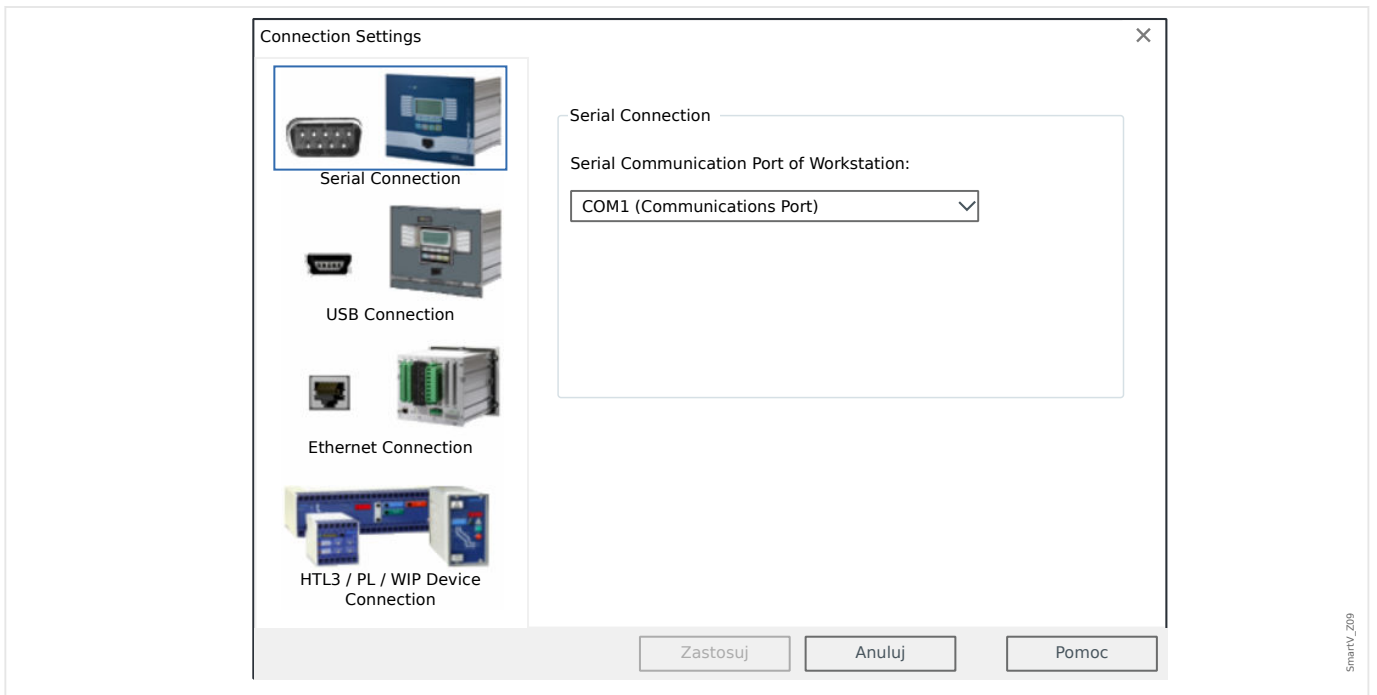 Connection Settings
Serial Connection
Serial Connection
Serial Communication Port of Workstation:
COM1 (Communications Port)
USB Connection
Ethernet Connection
HTL3 / PL / WIP Device
Connection
Zastosuj
Anuluj
Pomoc
SmartV_Z09